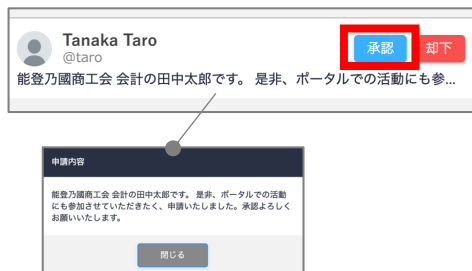 Tanaka Taro
@taro
承認
却下
能登乃國商工会 会計の田中太郎です。 是非、ポータルでの活動にも参...
申請内容
能登乃國商工会 会計の田中太郎です。 是非、ポータルでの活動
にも参加させていただきたく、申請いたしました。承認よろしく
お願いいたします。
閉じる